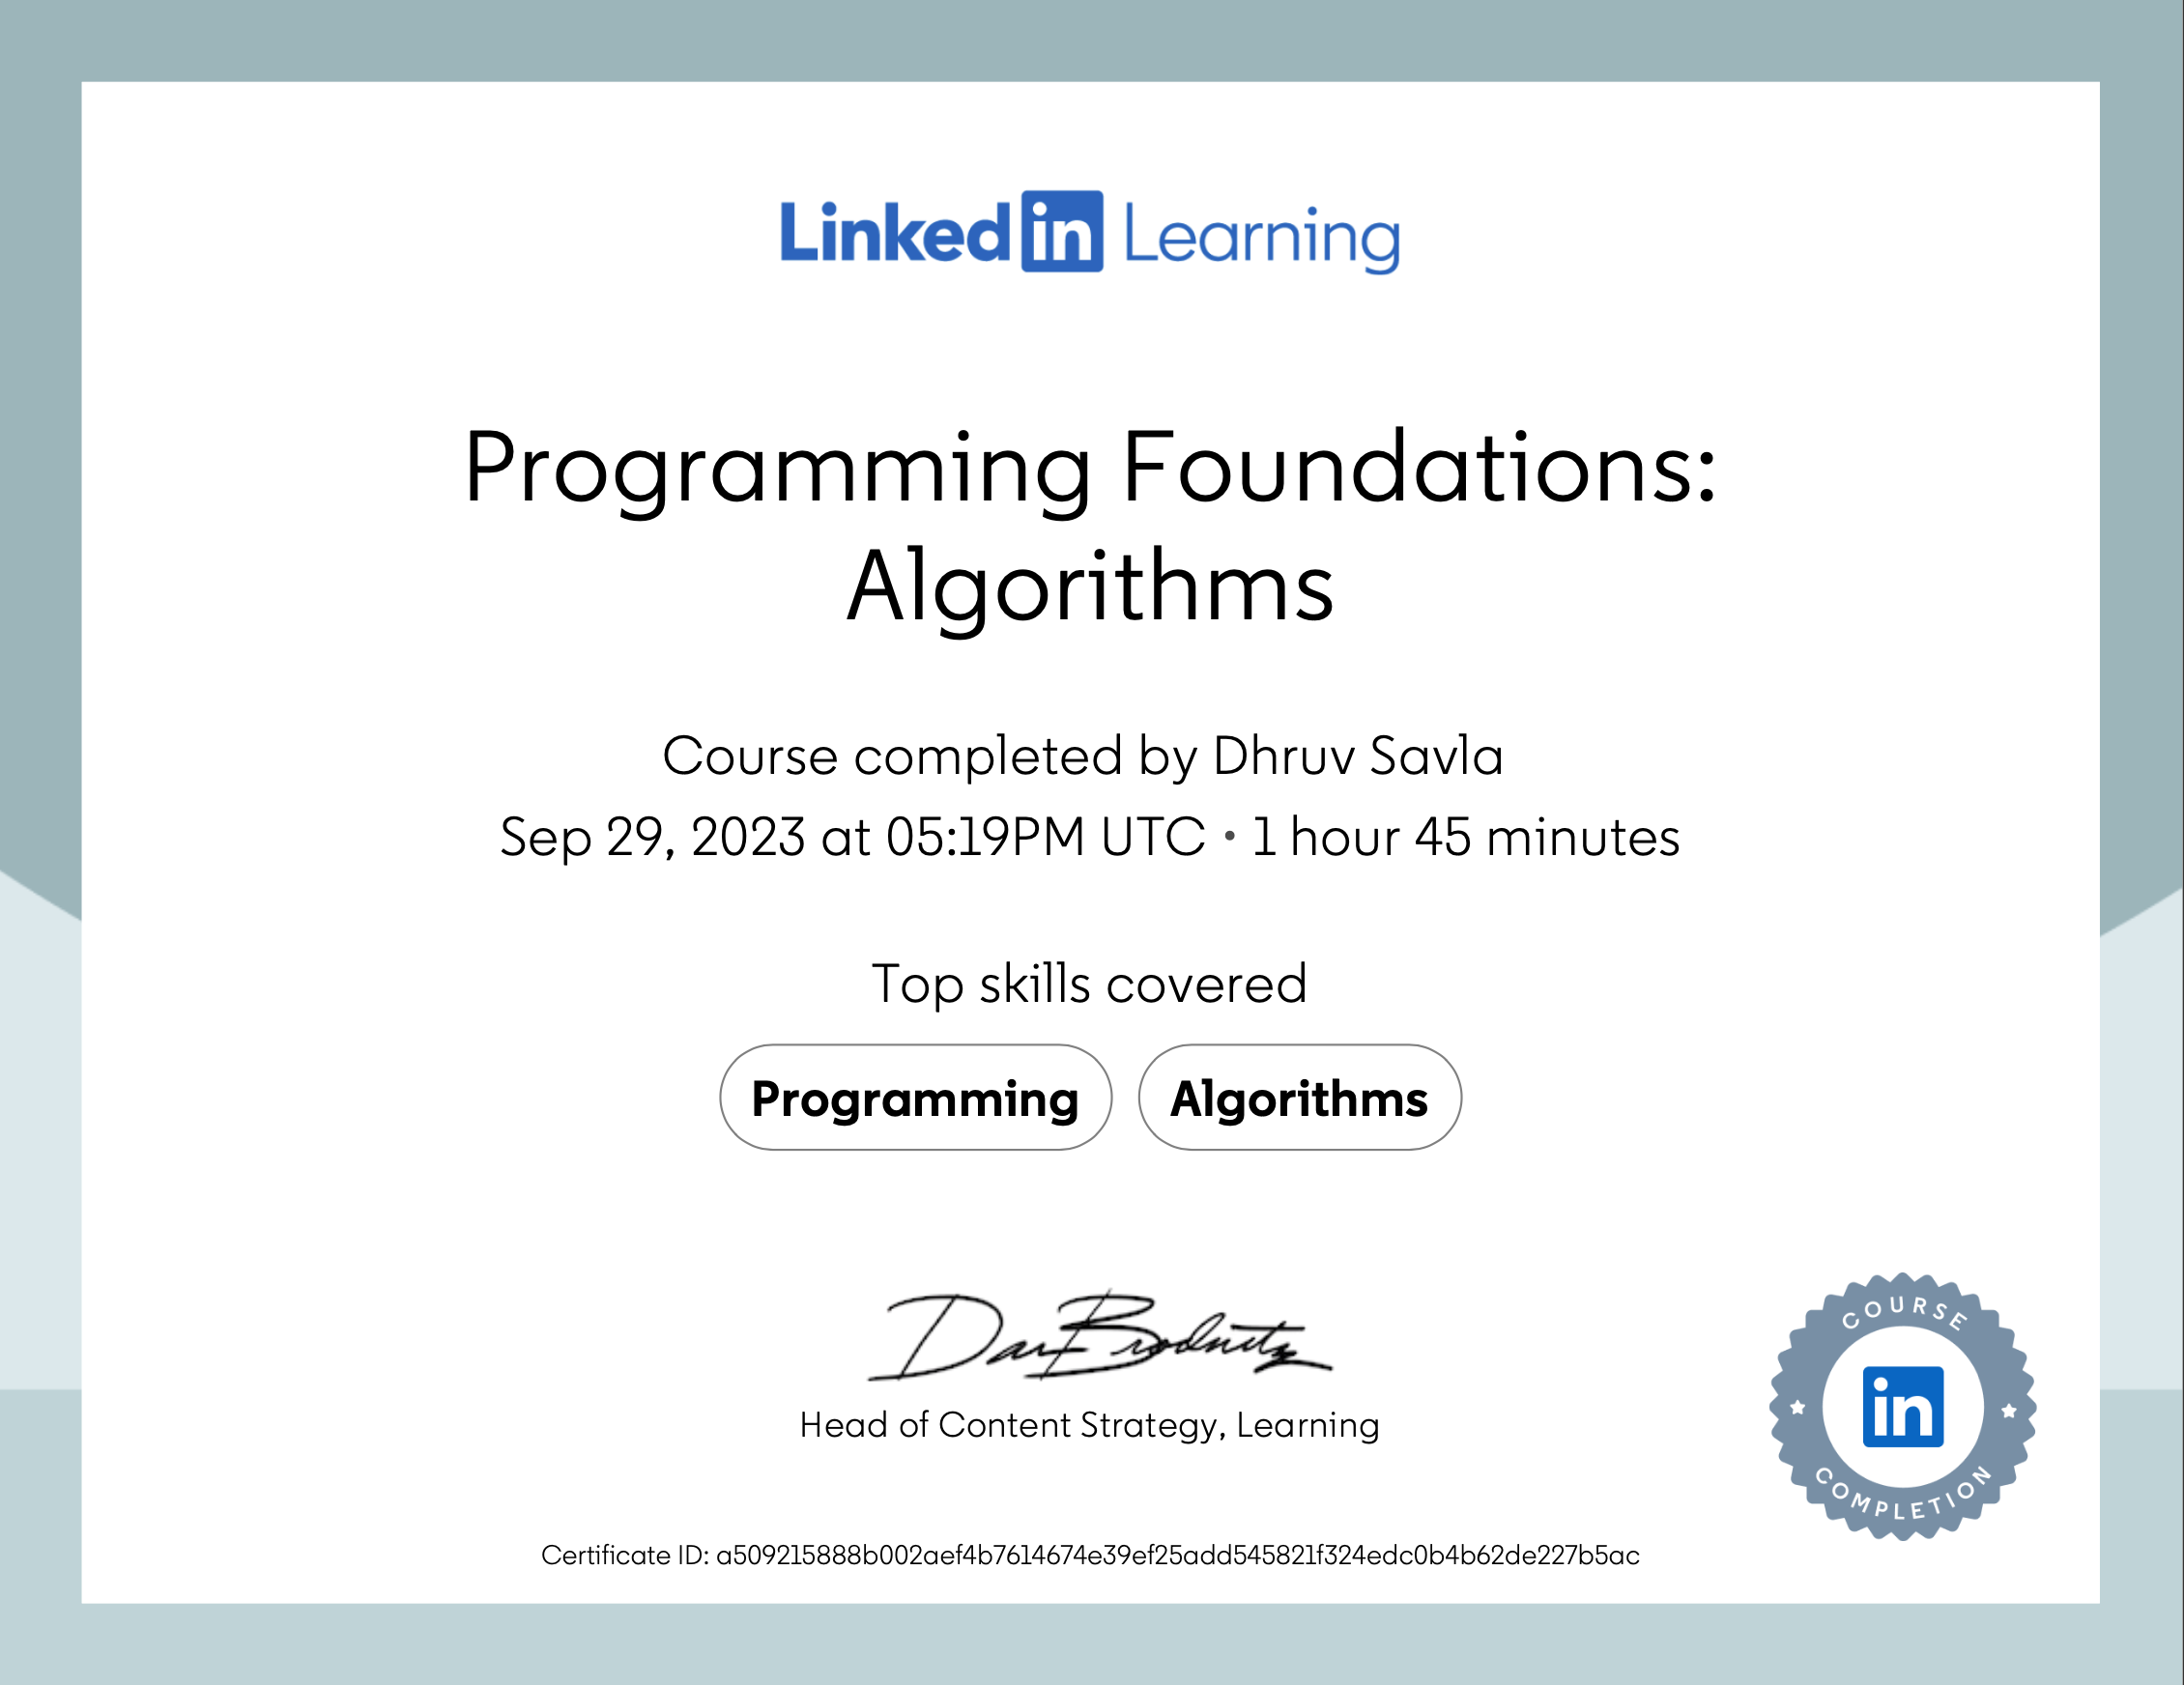 Linked in Learning
Programming Foundations:
Algorithms
Course completed by Dhruv Savla
Sep 29, 2023 at 05:19PM UTC • 1 hour 45 minutes
Top skills covered
Programming Algorithms
Dan Brodnitz
Head of Content Strategy, Learning
COURSE
in
COMPLETION
Certificate ID: a509215888b002aef4b7614674e39ef25add545821f324edc0b4b62de227b5ac